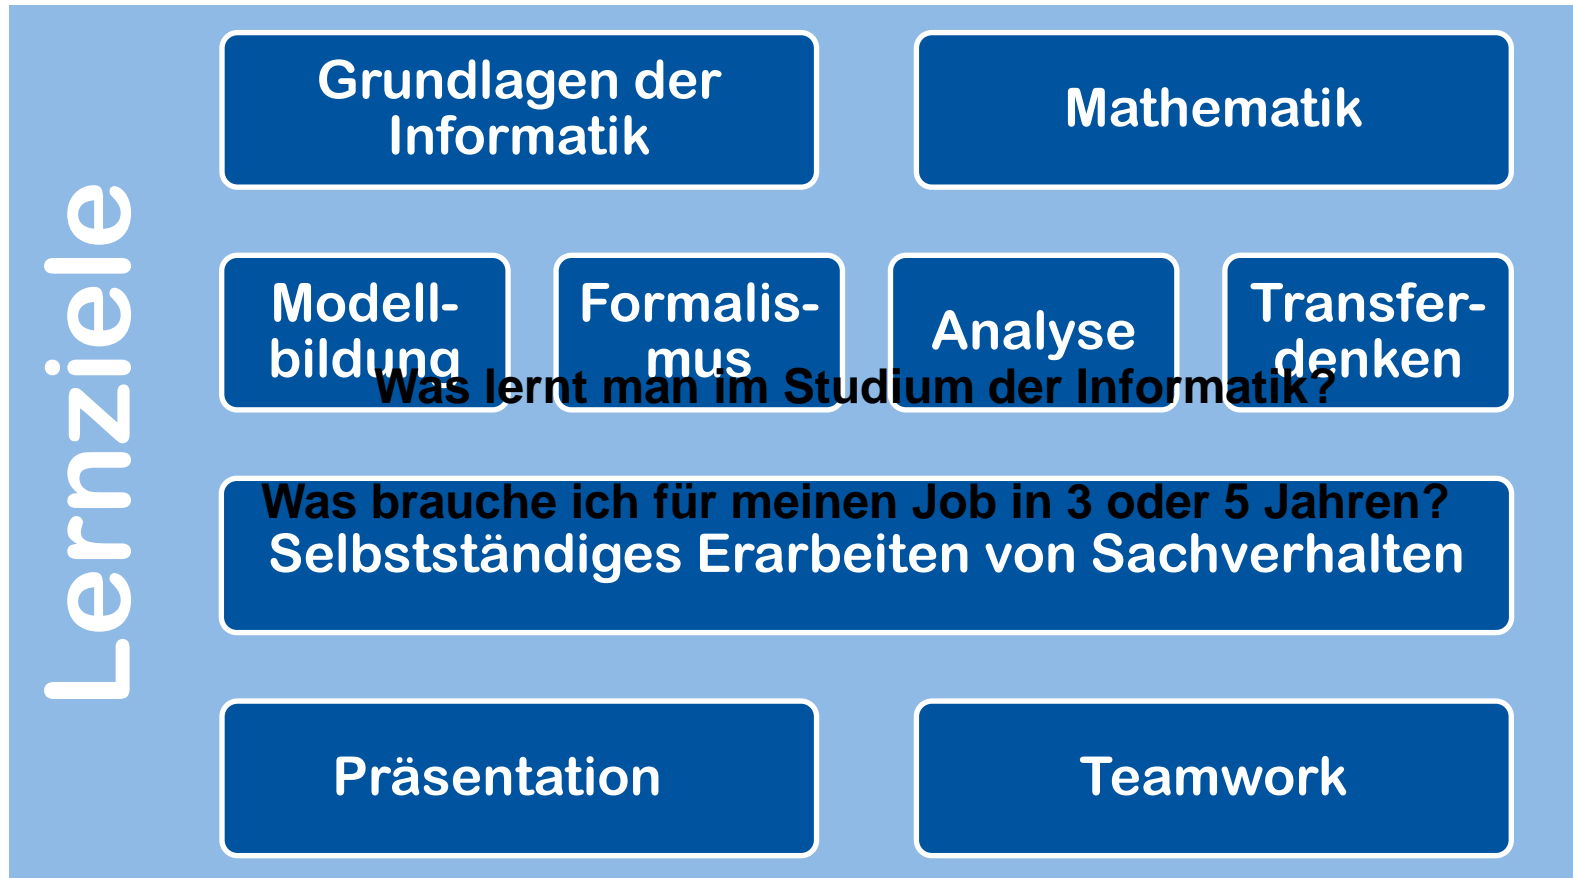 Lernziele
Grundlagen der
Informatik
Mathematik
Modell-
bildung
Formalis-
mus
Analyse
Transfer-
denken
Was lernt man im Studium der Informatik?
Was brauche ich für meinen Job in 3 oder 5 Jahren?
Selbstständiges Erarbeiten von Sachverhalten
Präsentation
Teamwork